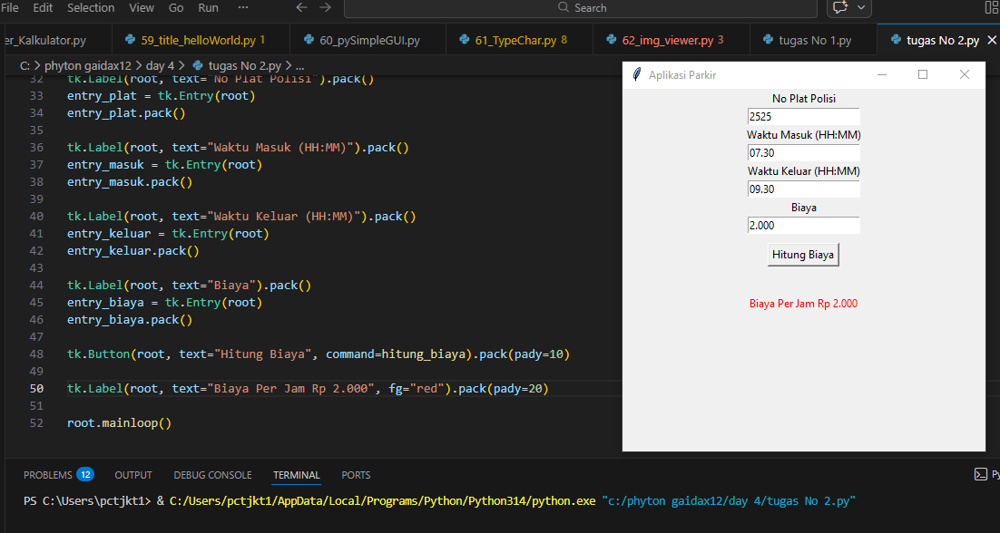 File Edit Selection View Go Run ··· Search
er_Kalkulator.py 59_title_helloWorld.py 1 60_pySimpleGUI.py 61_TypeChar.py 8 62_img_viewer.py 3 tugas No 1.py tugas No 2.py
C: > phyton gaidax12 > day 4 > tugas No 2.py > ...
32 tk.Label(root, text="No Plat Polisi").pack()
33 entry_plat = tk.Entry(root)
34 entry_plat.pack()
35
36 tk.Label(root, text="Waktu Masuk (HH:MM)").pack()
37 entry_masuk = tk.Entry(root)
38 entry_masuk.pack()
39
40 tk.Label(root, text="Waktu Keluar (HH:MM)").pack()
41 entry_keluar = tk.Entry(root)
42 entry_keluar.pack()
43
44 tk.Label(root, text="Biaya").pack()
45 entry_biaya = tk.Entry(root)
46 entry_biaya.pack()
47
48 tk.Button(root, text="Hitung Biaya", command=hitung_biaya).pack(pady=10)
49
50 tk.Label(root, text="Biaya Per Jam Rp 2.000", fg="red").pack(pady=20)
51
52 root.mainloop()
Aplikasi Parkir
No Plat Polisi
2525
Waktu Masuk (HH:MM)
07.30
Waktu Keluar (HH:MM)
09.30
Biaya
2.000
Hitung Biaya
Biaya Per Jam Rp 2.000
PROBLEMS 12 OUTPUT DEBUG CONSOLE TERMINAL PORTS Py
PS C:\Users\pctjkt1> & C:/Users/pctjkt1/AppData/Local/Programs/Python/Python314/python.exe "c:/phyton gaidax12/day 4/tugas No 2.py"